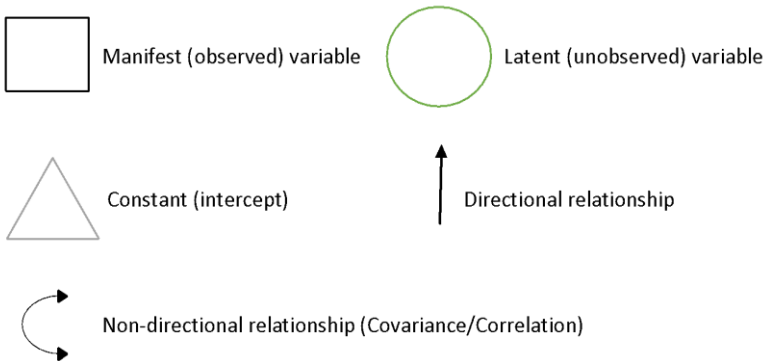 Manifest (observed) variable
Latent (unobserved) variable
Constant (intercept)
Directional relationship
Non-directional relationship (Covariance/Correlation)